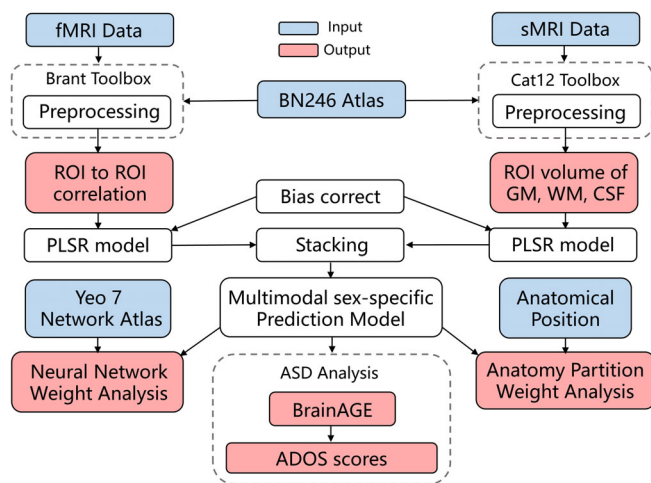 fMRI Data
Input
Output
sMRI Data
Brant Toolbox
Preprocessing
BN246 Atlas
Cat12 Toolbox
Preprocessing
ROI to ROI
correlation
ROI volume of
GM, WM, CSF
Bias correct
PLSR model
Stacking
PLSR model
Yeo 7
Network Atlas
Multimodal sex-specific
Prediction Model
Anatomical
Position
Neural Network
Weight Analysis
ASD Analysis
BrainAGE
ADOS scores
Anatomy Partition
Weight Analysis